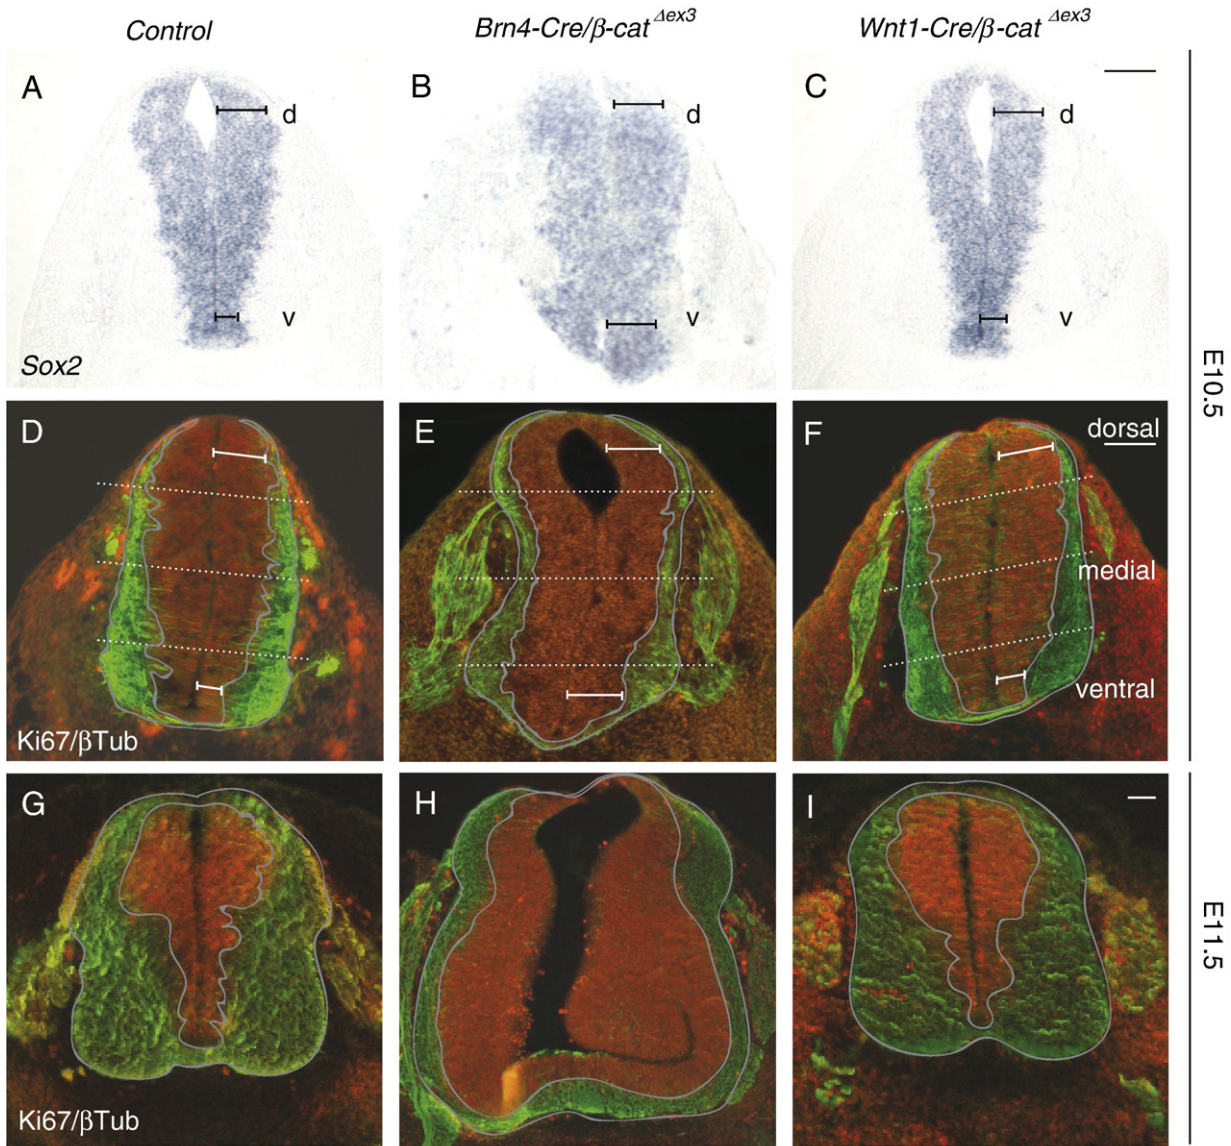 Control
Brn4-Cre/β-cat Δex3
Wnt1-Cre/β-cat Δex3
A
d
v
Sox2
B
d
v
C
d
v
E10.5
D
Ki67/βTub
E
F
dorsal
medial
ventral
G
Ki67/βTub
H
I
E11.5